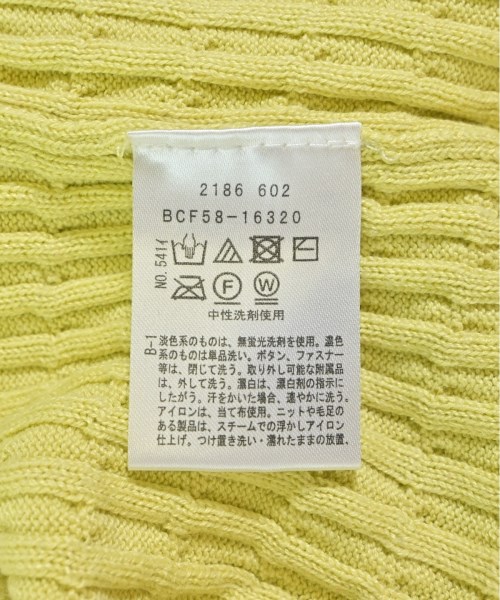 2186 602
BCF58-16320
NO.5414
F W
中性洗剤使用
B-1
淡色系のものは、無蛍光洗剤を使用。濃色
系のものは単品洗い。ボタン、ファスナー
等は、閉じて洗う。取り外し可能な附属品
は、外して洗う。漂白は、漂白剤の指示に
したがう。汗をかいた場合、速やかに洗う。
アイロンは、当て布使用。ニットや毛足の
ある製品は、スチームでの浮かしアイロン
仕上げ。つけ置き洗い・濡れたままの放置、